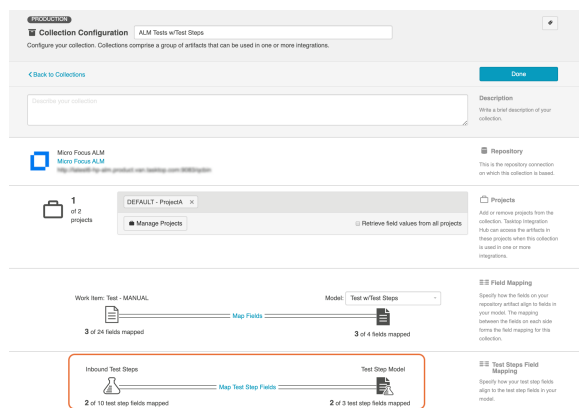 PRODUCTION
Collection Configuration ALM Tests w/Test Steps
Configure your collection. Collections comprise a group of artifacts that can be used in one or more integrations.
Back to Collections
Done
Describe your collection
Description
Write a brief description of your
collection.
Micro Focus ALM
Micro Focus ALM
Repository
This is the repository connection
on which this collection is based.
1
of 2
projects
DEFAULT - ProjectA ×
Manage Projects
Retrieve field values from all projects
Projects
Add or remove projects from the
collection. Tasktop Integration
Hub can access the artifacts in
these projects when this collection
is used in one or more
integrations.
Work Item: Test - MANUAL
Model: Test w/Test Steps
Map Fields
3 of 24 fields mapped
3 of 4 fields mapped
Field Mapping
Specify how the fields on your
repository artifact align to fields in
your model. The mapping
between the fields on each side
forms the field mapping for this
collection.
Inbound Test Steps
Test Step Model
Map Test Step Fields
2 of 10 test step fields mapped
2 of 3 test step fields mapped
Test Steps Field
Mapping
Specify how your test step fields
align to the test step fields in your
model.